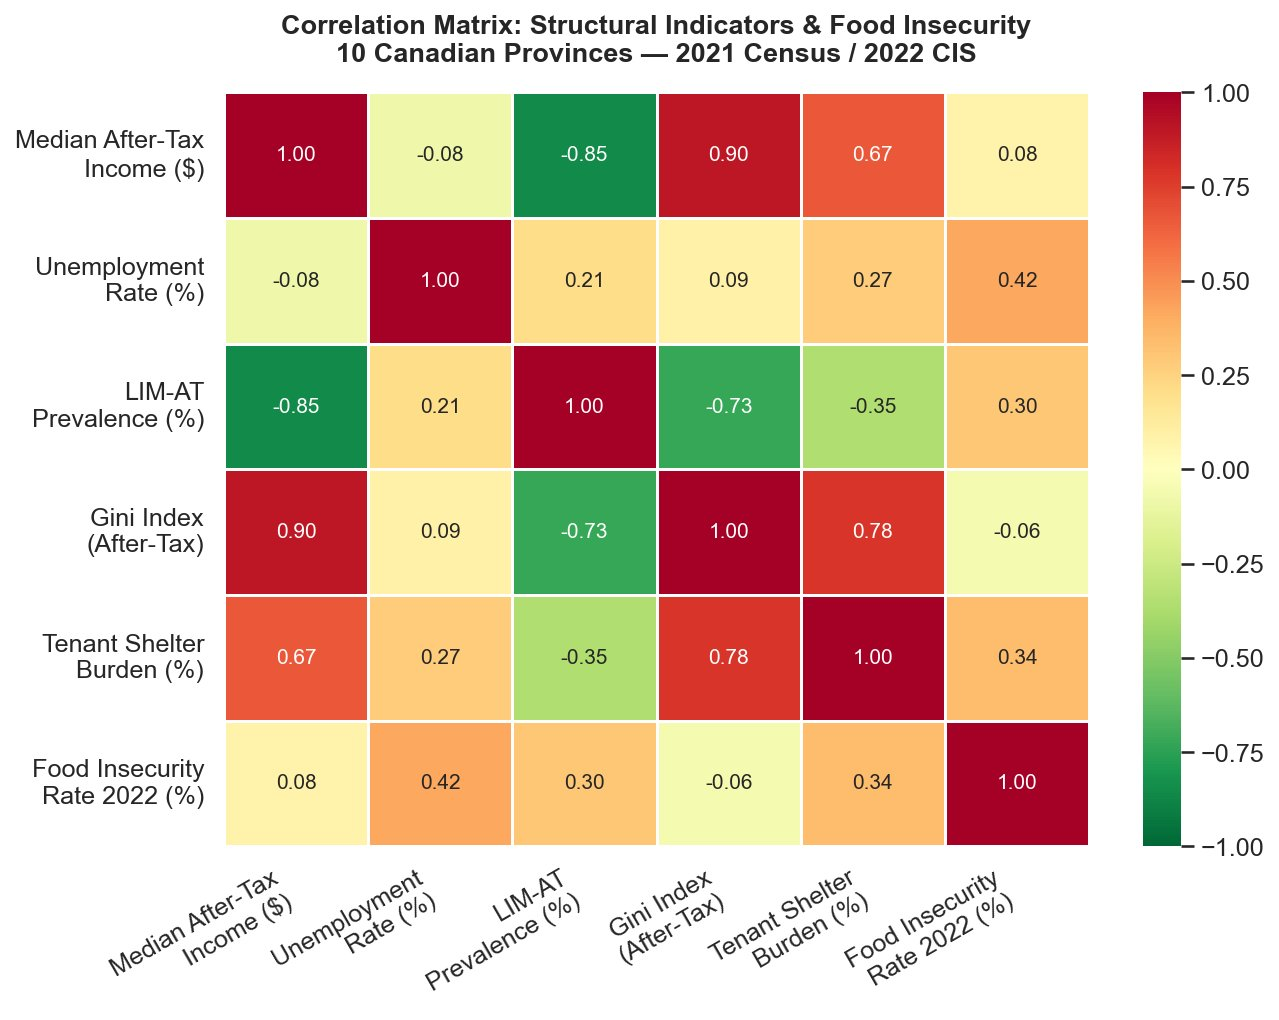 Correlation Matrix: Structural Indicators & Food Insecurity
10 Canadian Provinces — 2021 Census / 2022 CIS
Median After-Tax
Income ($)
1.00 -0.08 -0.85 0.90 0.67 0.08
Unemployment
Rate (%)
-0.08 1.00 0.21 0.09 0.27 0.42
LIM-AT
Prevalence (%)
-0.85 0.21 1.00 -0.73 -0.35 0.30
Gini Index
(After-Tax)
0.90 0.09 -0.73 1.00 0.78 -0.06
Tenant Shelter
Burden (%)
0.67 0.27 -0.35 0.78 1.00 0.34
Food Insecurity
Rate 2022 (%)
0.08 0.42 0.30 -0.06 0.34 1.00
Median After-Tax
Income ($)
Unemployment
Rate (%)
LIM-AT
Prevalence (%)
Gini Index
(After-Tax)
Tenant Shelter
Burden (%)
Food Insecurity
Rate 2022 (%)
1.00
0.75
0.50
0.25
0.00
−0.25
−0.50
−0.75
−1.00